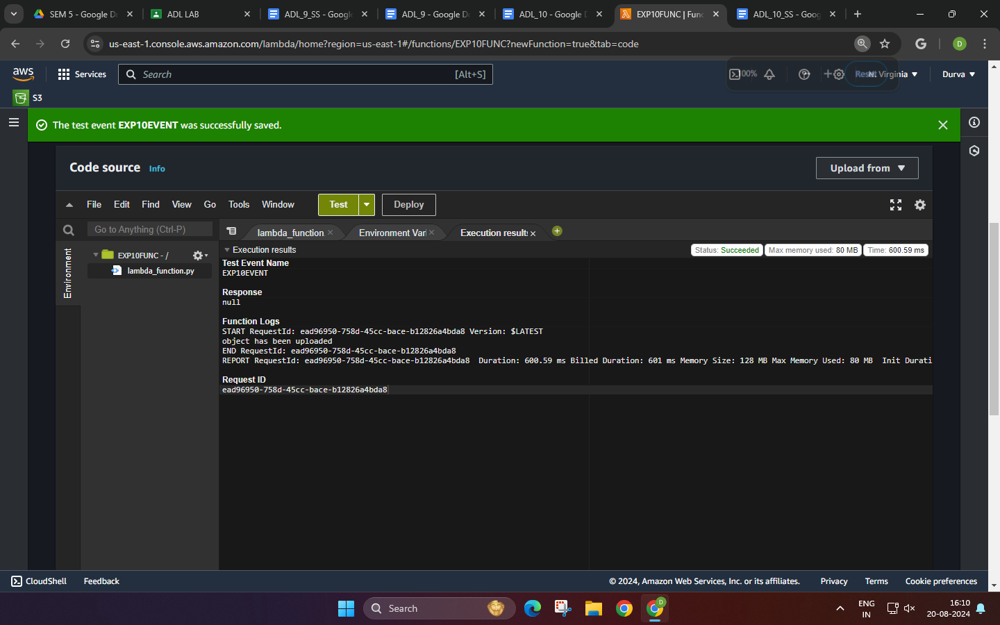 SEM 5 - Google Dr
ADL LAB
ADL_9_SS - Google
ADL_9 - Google Do
ADL_10 - Google D
EXP10FUNC | Func
ADL_10_SS - Goog
us-east-1.console.aws.amazon.com/lambda/home?region=us-east-1#/functions/EXP10FUNC?newFunction=true&tab=code
G
D
aws
Services
Search
[Alt+S]
Reset
N. Virginia
Durva
S3
The test event EXP10EVENT was successfully saved.
Code source Info
Upload from
File Edit Find View Go Tools Window
Test
Deploy
Go to Anything (Ctrl-P)
lambda_function
Environment Vari
Execution results
Environment
EXP10FUNC - /
lambda_function.py
Execution results
Status: Succeeded
Max memory used: 80 MB
Time: 600.59 ms
Test Event Name
EXP10EVENT
Response
null
Function Logs
START RequestId: ead96950-758d-45cc-bace-b12826a4bda8 Version: $LATEST
object has been uploaded
END RequestId: ead96950-758d-45cc-bace-b12826a4bda8
REPORT RequestId: ead96950-758d-45cc-bace-b12826a4bda8 Duration: 600.59 ms Billed Duration: 601 ms Memory Size: 128 MB Max Memory Used: 80 MB Init Durati
Request ID
ead96950-758d-45cc-bace-b12826a4bda8
CloudShell
Feedback
© 2024, Amazon Web Services, Inc. or its affiliates.
Privacy
Terms
Cookie preferences
Search
D
ENG
IN
16:10
20-08-2024